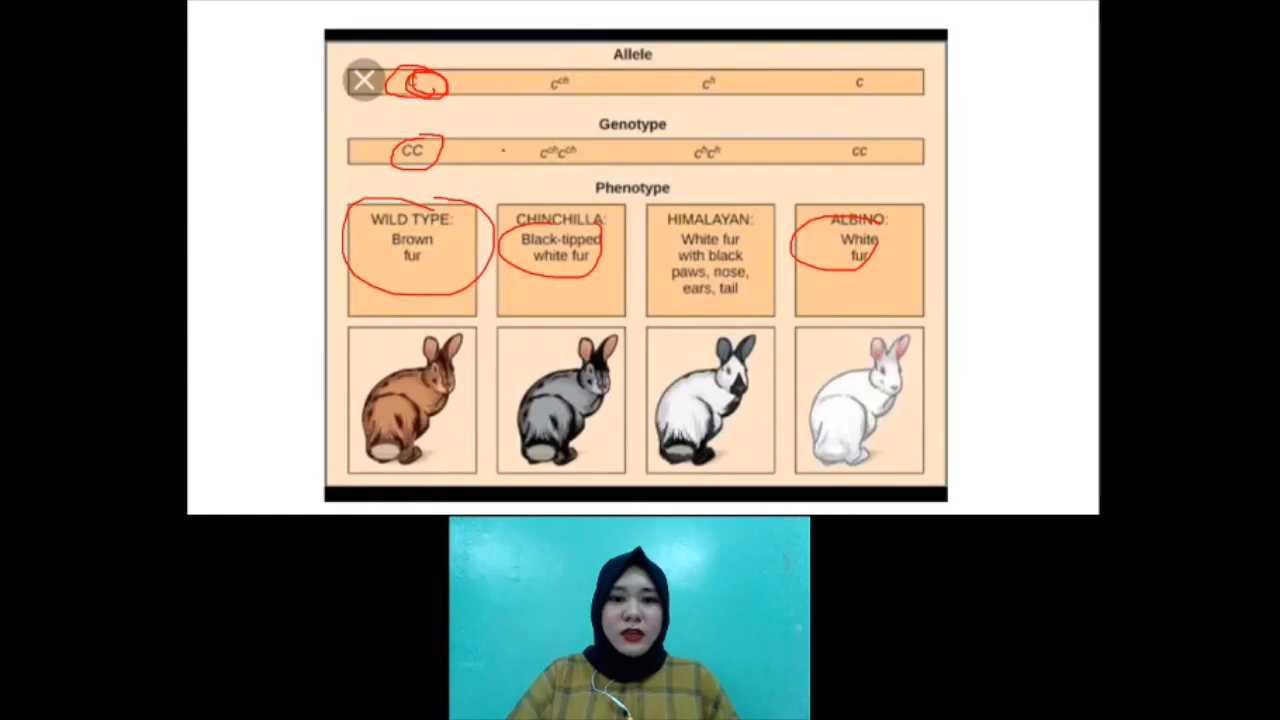 Allele
C c^ch c^h c
Genotype
CC c^ch c^ch c^h c^h cc
Phenotype
WILD TYPE:
Brown
fur
CHINCHILLA:
Black-tipped
white fur
HIMALAYAN:
White fur
with black
paws, nose,
ears, tail
ALBINO:
White
fur